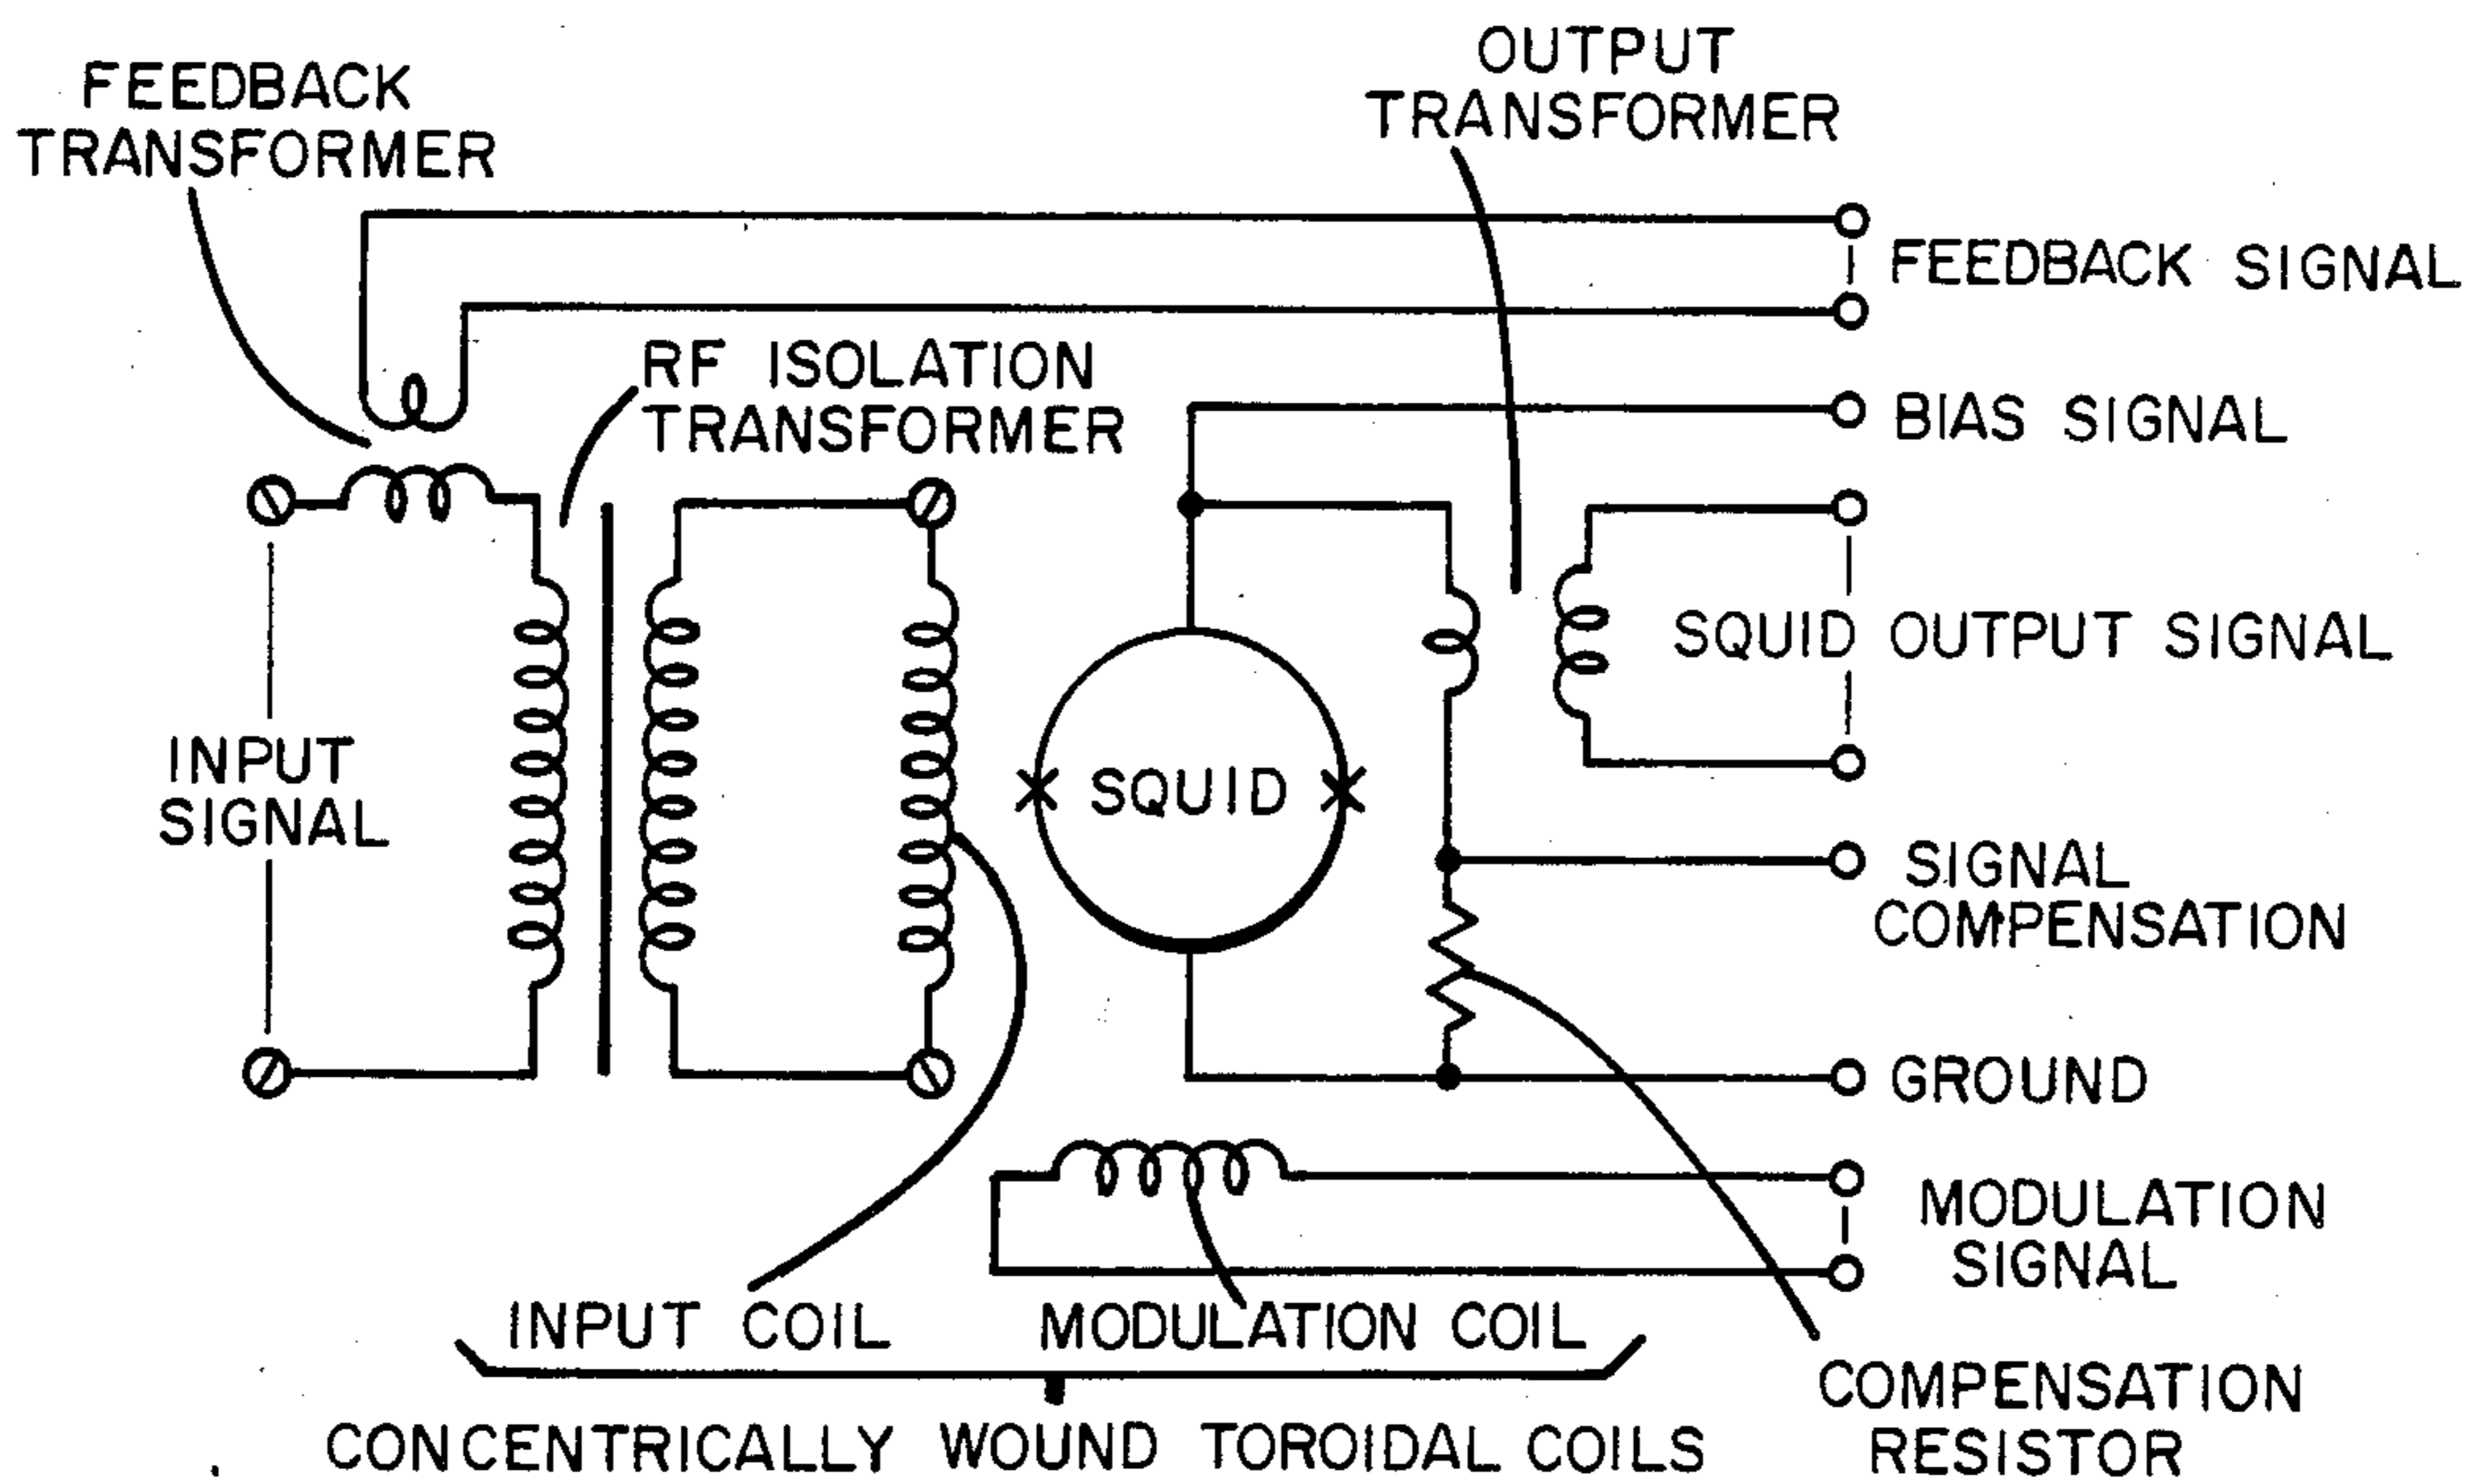 OUTPUT
TRANSFORMER
FEEDBACK
TRANSFORMER
FEEDBACK SIGNAL
RF ISOLATION
TRANSFORMER
BIAS SIGNAL
SQUID OUTPUT SIGNAL
INPUT
SIGNAL
SQUID
SIGNAL
COMPENSATION
GROUND
MODULATION
SIGNAL
INPUT COIL
MODULATION COIL
COMPENSATION
RESISTOR
CONCENTRICALLY WOUND TOROIDAL COILS